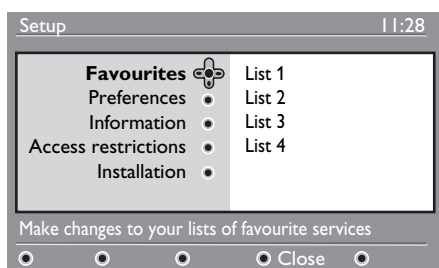 Setup 11:28
Favourites List 1
Preferences List 2
Information List 3
Access restrictions List 4
Installation
Make changes to your lists of favourite services
Close